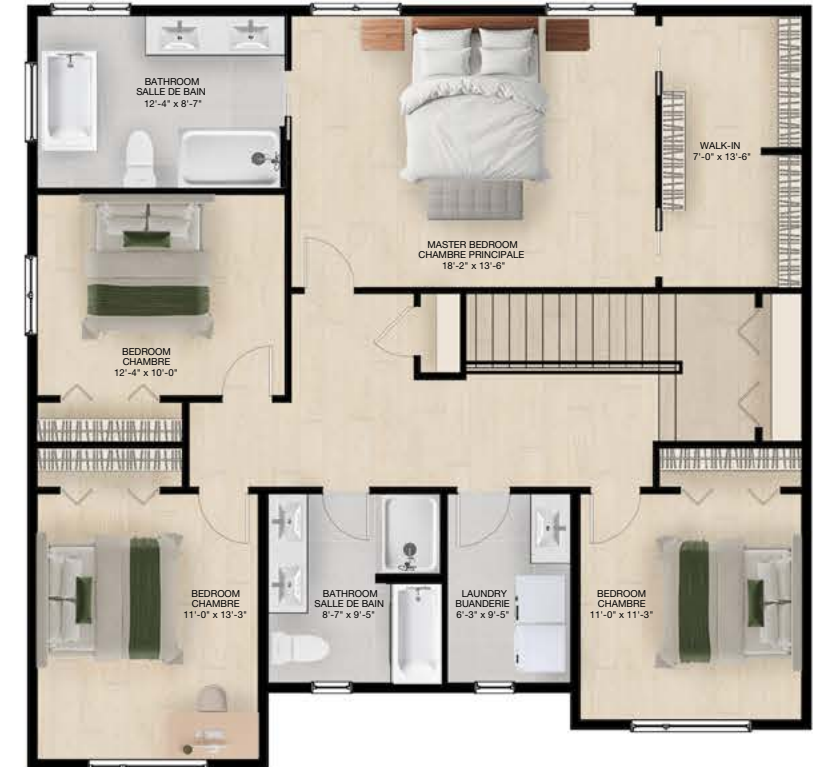 BATHROOM
SALLE DE BAIN
12'-4" x 8'-7"
WALK-IN
7'-0" x 13'-6"
MASTER BEDROOM
CHAMBRE PRINCIPALE
18'-2" x 13'-6"
BEDROOM
CHAMBRE
12'-4" x 10'-0"
BEDROOM
CHAMBRE
11'-0" x 13'-3"
BATHROOM
SALLE DE BAIN
8'-7" x 9'-5"
LAUNDRY
BUANDERIE
6'-3" x 9'-5"
BEDROOM
CHAMBRE
11'-0" x 11'-3"